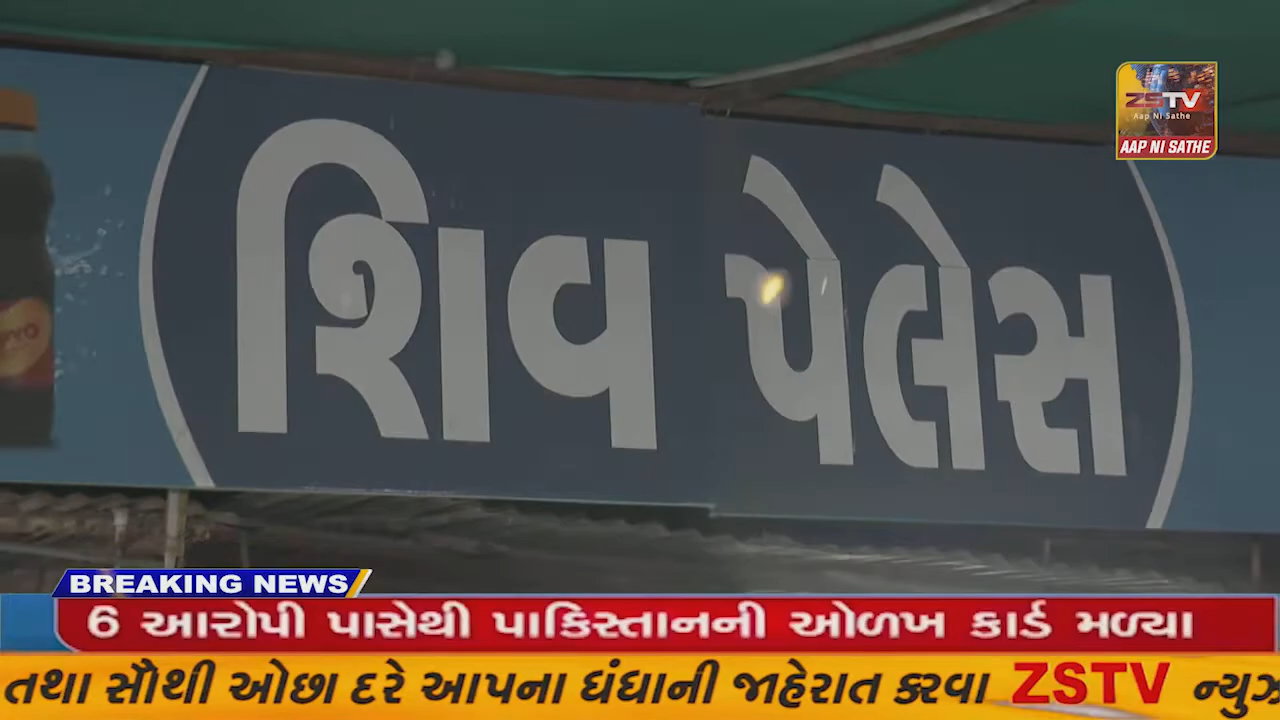 ZSTV
Aap Ni Sathe
AAP NI SATHE
શિવ પેલેસ
BREAKING NEWS
6 આરોપી પાસેથી પાકિસ્તાનની ઓળખ કાર્ડ મળ્યા
તથા સૌથી ઓછા દરે આપના ધંધાની જાહેરાત કરવા ZSTV ન્યુઝ